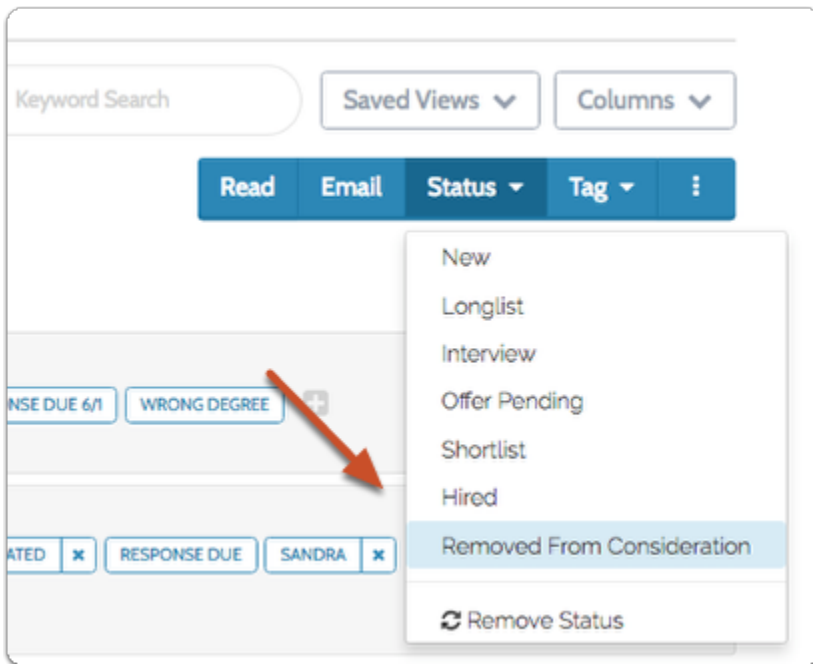 Keyword Search
Saved Views
Columns
Read Email Status Tag
New
Longlist
Interview
Offer Pending
Shortlist
Hired
Removed From Consideration
Remove Status
NSE DUE 6/1 WRONG DEGREE
ATED RESPONSE DUE SANDRA